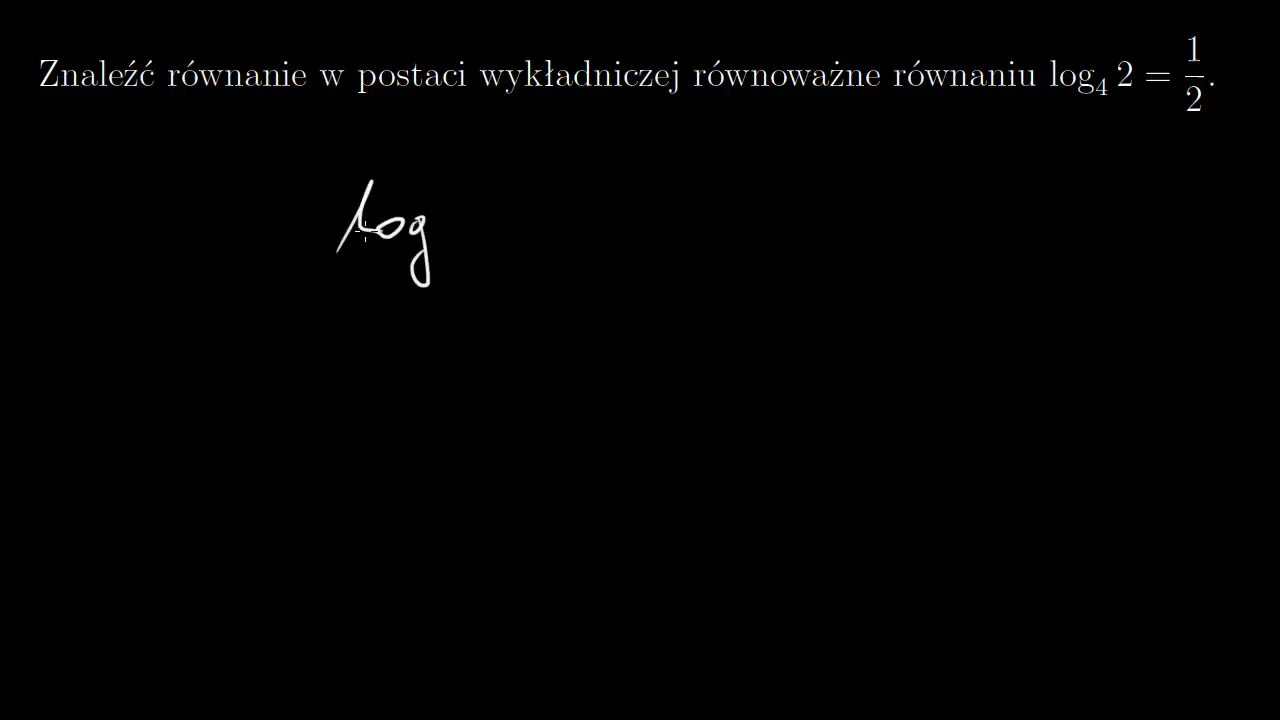 Znaleźć równanie w postaci wykładniczej równoważne równaniu log₄ 2 = 1/2.
log